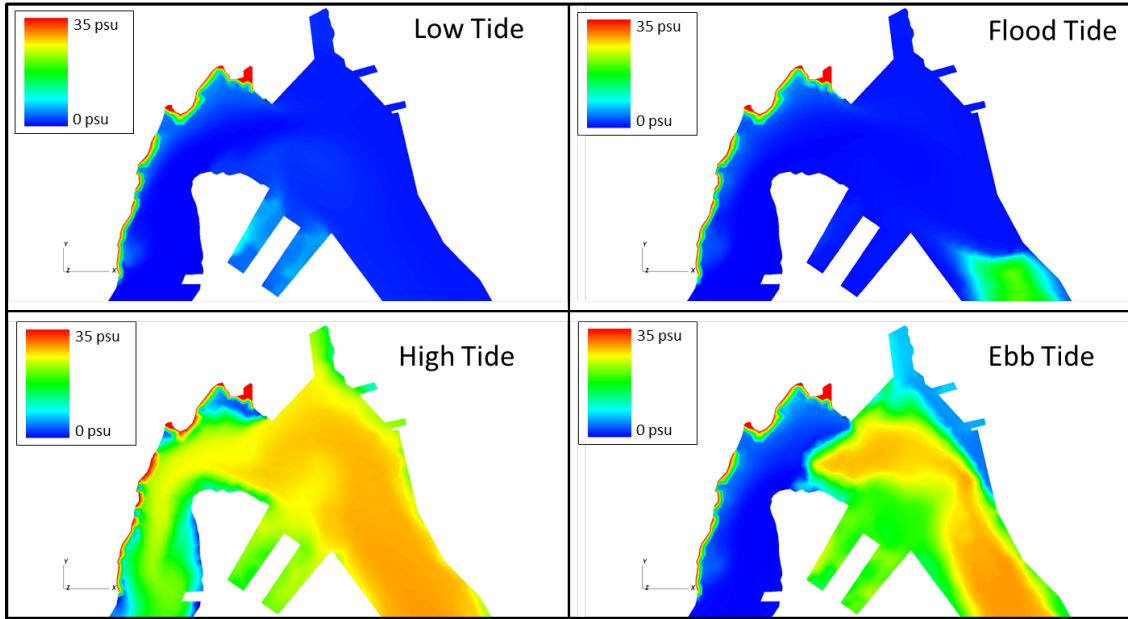 35 psu
0 psu
Low Tide
Y
Z
X
35 psu
0 psu
Flood Tide
Y
Z
X
35 psu
0 psu
High Tide
Y
Z
X
35 psu
0 psu
Ebb Tide
Y
Z
X